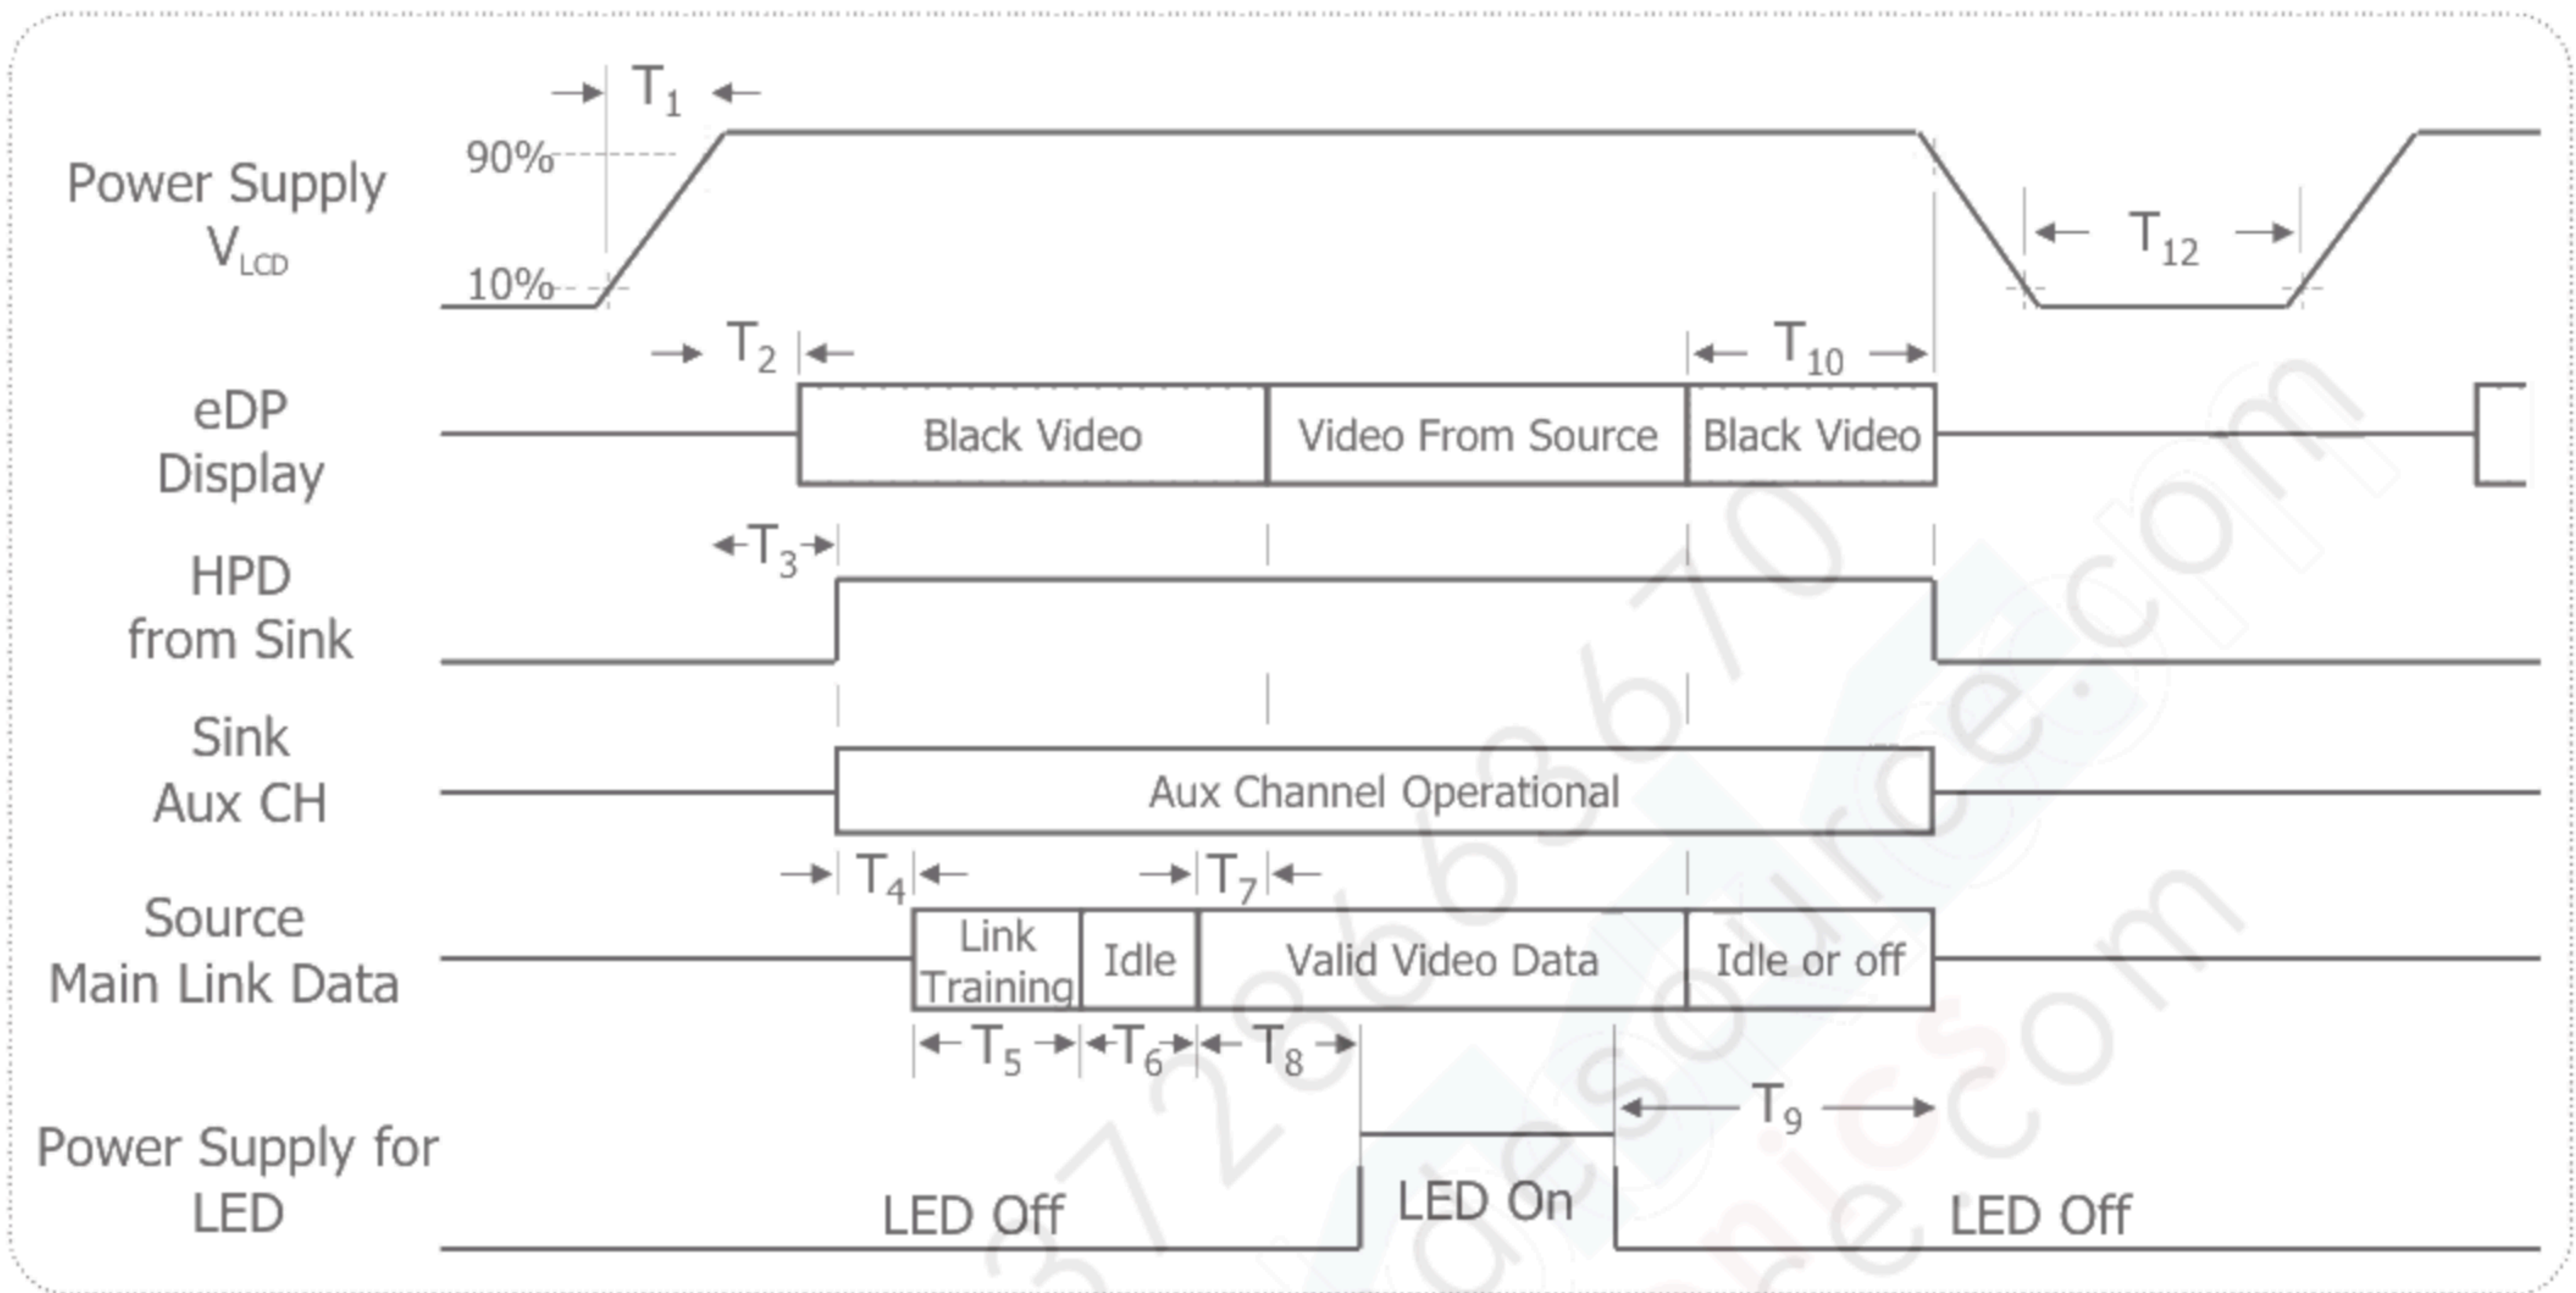 T1
90%
Power Supply
VLCD
10%
T12
T2
T10
eDP
Display
Black Video
Video From Source
Black Video
T3
HPD
from Sink
Sink
Aux CH
Aux Channel Operational
T4
T7
Source
Main Link Data
Link
Training
Idle
Valid Video Data
Idle or off
T5
T6
T8
T9
Power Supply for
LED
LED Off
LED On
LED Off